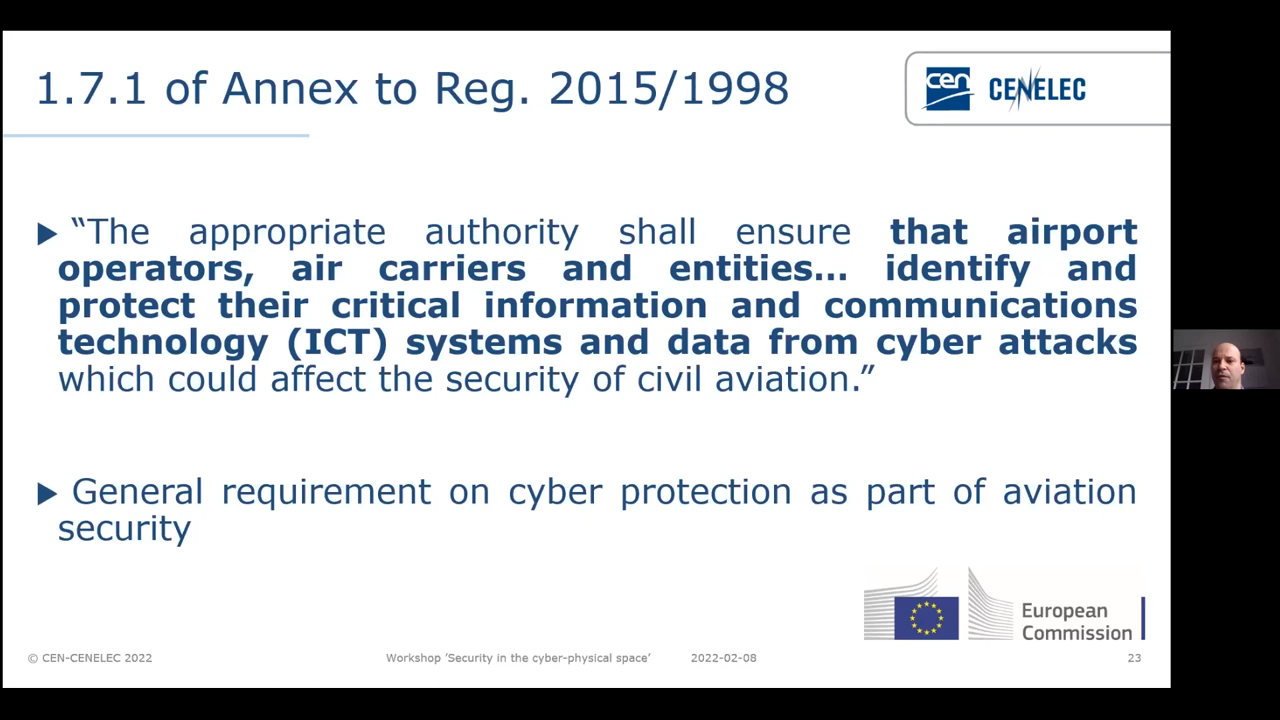 1.7.1 of Annex to Reg. 2015/1998
cen
CENELEC
▶ “The appropriate authority shall ensure that airport
operators, air carriers and entities... identify and
protect their critical information and communications
technology (ICT) systems and data from cyber attacks
which could affect the security of civil aviation.”
▶ General requirement on cyber protection as part of aviation
security
European
Commission
© CEN-CENELEC 2022
Workshop ‘Security in the cyber-physical space’
2022-02-08
23